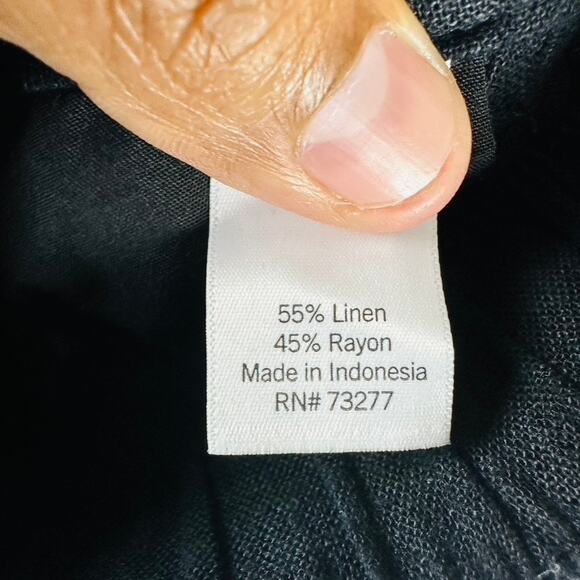 55% Linen
45% Rayon
Made in Indonesia
RN# 73277